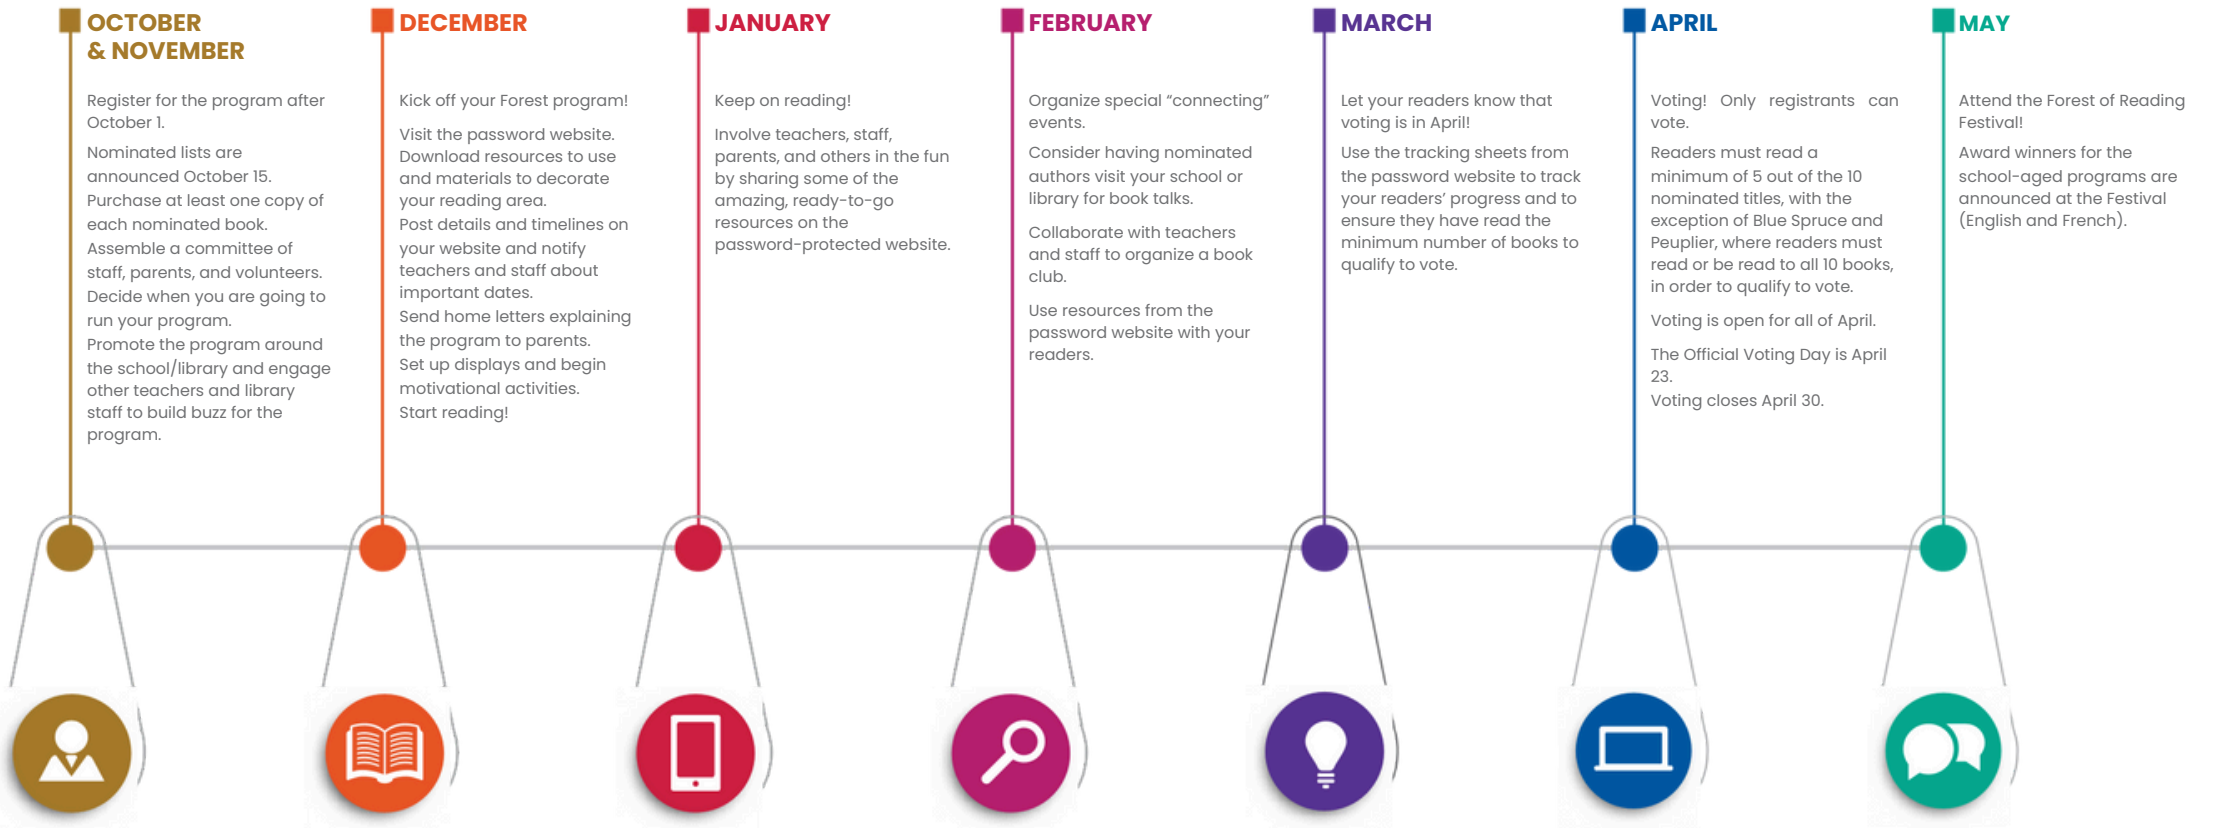 OCTOBER
& NOVEMBER
Register for the program after
October 1.
Nominated lists are
announced October 15.
Purchase at least one copy of
each nominated book.
Assemble a committee of
staff, parents, and volunteers.
Decide when you are going to
run your program.
Promote the program around
the school/library and engage
other teachers and library
staff to build buzz for the
program.
DECEMBER
Kick off your Forest program!
Visit the password website.
Download resources to use
and materials to decorate
your reading area.
Post details and timelines on
your website and notify
teachers and staff about
important dates.
Send home letters explaining
the program to parents.
Set up displays and begin
motivational activities.
Start reading!
JANUARY
Keep on reading!
Involve teachers, staff,
parents, and others in the fun
by sharing some of the
amazing, ready-to-go
resources on the
password-protected website.
FEBRUARY
Organize special “connecting”
events.
Consider having nominated
authors visit your school or
library for book talks.
Collaborate with teachers
and staff to organize a book
club.
Use resources from the
password website with your
readers.
MARCH
Let your readers know that
voting is in April!
Use the tracking sheets from
the password website to track
your readers’ progress and to
ensure they have read the
minimum number of books to
qualify to vote.
APRIL
Voting! Only registrants can
vote.
Readers must read a
minimum of 5 out of the 10
nominated titles, with the
exception of Blue Spruce and
Peuplier, where readers must
read or be read to all 10 books,
in order to qualify to vote.
Voting is open for all of April.
The Official Voting Day is April
23.
Voting closes April 30.
MAY
Attend the Forest of Reading
Festival!
Award winners for the
school-aged programs are
announced at the Festival
(English and French).